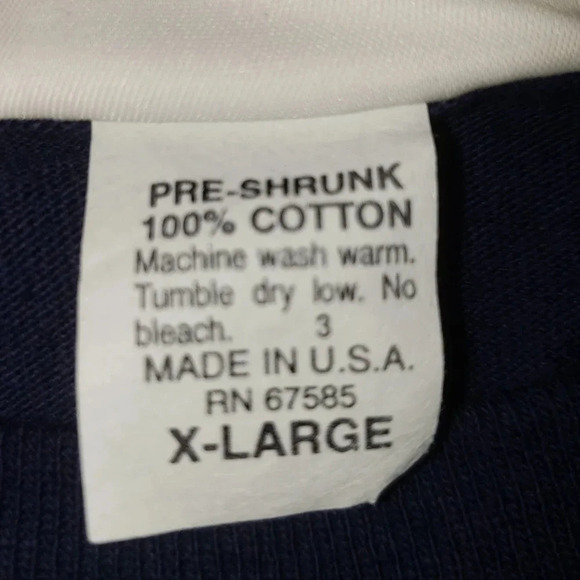 PRE-SHRUNK
100% COTTON
Machine wash warm.
Tumble dry low. No
bleach. 3
MADE IN U.S.A.
RN 67585
X-LARGE